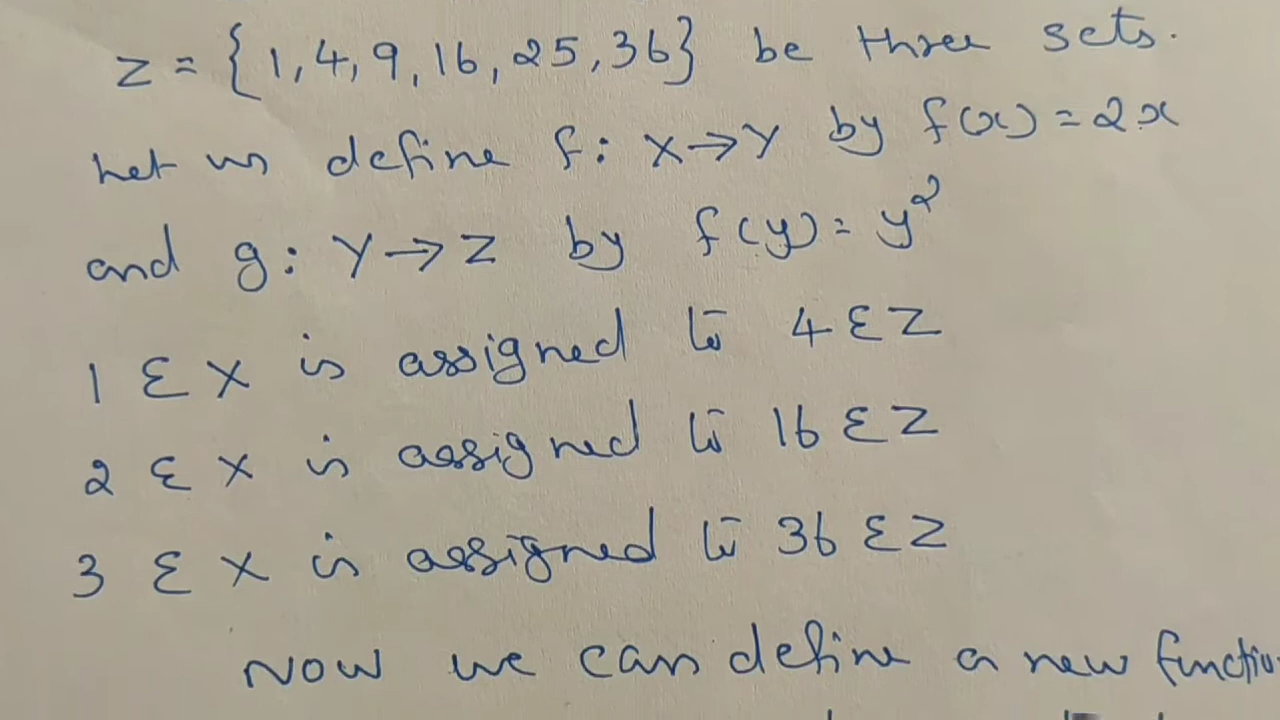 Z = {1, 4, 9, 16, 25, 36} be three sets.
Let us define f: X→Y by f(x) = 2x
and g: Y→Z by f(y) = y²
1 ∈ X is assigned to 4 ∈ Z
2 ∈ X is assigned to 16 ∈ Z
3 ∈ X is assigned to 36 ∈ Z
Now we can define a new